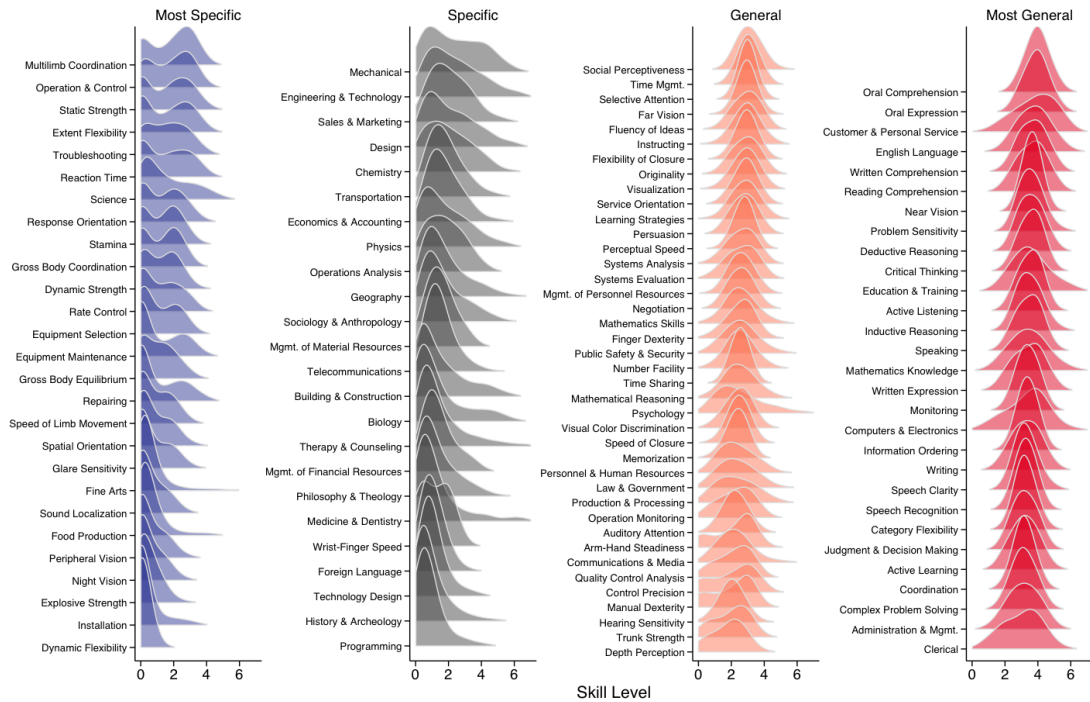 Most Specific
Multilimb Coordination
Operation & Control
Static Strength
Extent Flexibility
Troubleshooting
Reaction Time
Science
Response Orientation
Stamina
Gross Body Coordination
Dynamic Strength
Rate Control
Equipment Selection
Equipment Maintenance
Gross Body Equilibrium
Repairing
Speed of Limb Movement
Spatial Orientation
Glare Sensitivity
Fine Arts
Sound Localization
Food Production
Peripheral Vision
Night Vision
Explosive Strength
Installation
Dynamic Flexibility
0 2 4 6
Specific
Mechanical
Engineering & Technology
Sales & Marketing
Design
Chemistry
Transportation
Economics & Accounting
Physics
Operations Analysis
Geography
Sociology & Anthropology
Mgmt. of Material Resources
Telecommunications
Building & Construction
Biology
Therapy & Counseling
Mgmt. of Financial Resources
Philosophy & Theology
Medicine & Dentistry
Wrist-Finger Speed
Foreign Language
Technology Design
History & Archeology
Programming
0 2 4 6
General
Social Perceptiveness
Time Mgmt.
Selective Attention
Far Vision
Fluency of Ideas
Instructing
Flexibility of Closure
Originality
Visualization
Service Orientation
Learning Strategies
Persuasion
Perceptual Speed
Systems Analysis
Systems Evaluation
Mgmt. of Personnel Resources
Negotiation
Mathematics Skills
Finger Dexterity
Public Safety & Security
Number Facility
Time Sharing
Mathematical Reasoning
Psychology
Visual Color Discrimination
Speed of Closure
Memorization
Personnel & Human Resources
Law & Government
Production & Processing
Operation Monitoring
Auditory Attention
Arm-Hand Steadiness
Communications & Media
Quality Control Analysis
Control Precision
Manual Dexterity
Hearing Sensitivity
Trunk Strength
Depth Perception
0 2 4 6
Most General
Oral Comprehension
Oral Expression
Customer & Personal Service
English Language
Written Comprehension
Reading Comprehension
Near Vision
Problem Sensitivity
Deductive Reasoning
Critical Thinking
Education & Training
Active Listening
Inductive Reasoning
Speaking
Mathematics Knowledge
Written Expression
Monitoring
Computers & Electronics
Information Ordering
Writing
Speech Clarity
Speech Recognition
Category Flexibility
Judgment & Decision Making
Active Learning
Coordination
Complex Problem Solving
Administration & Mgmt.
Clerical
0 2 4 6
Skill Level